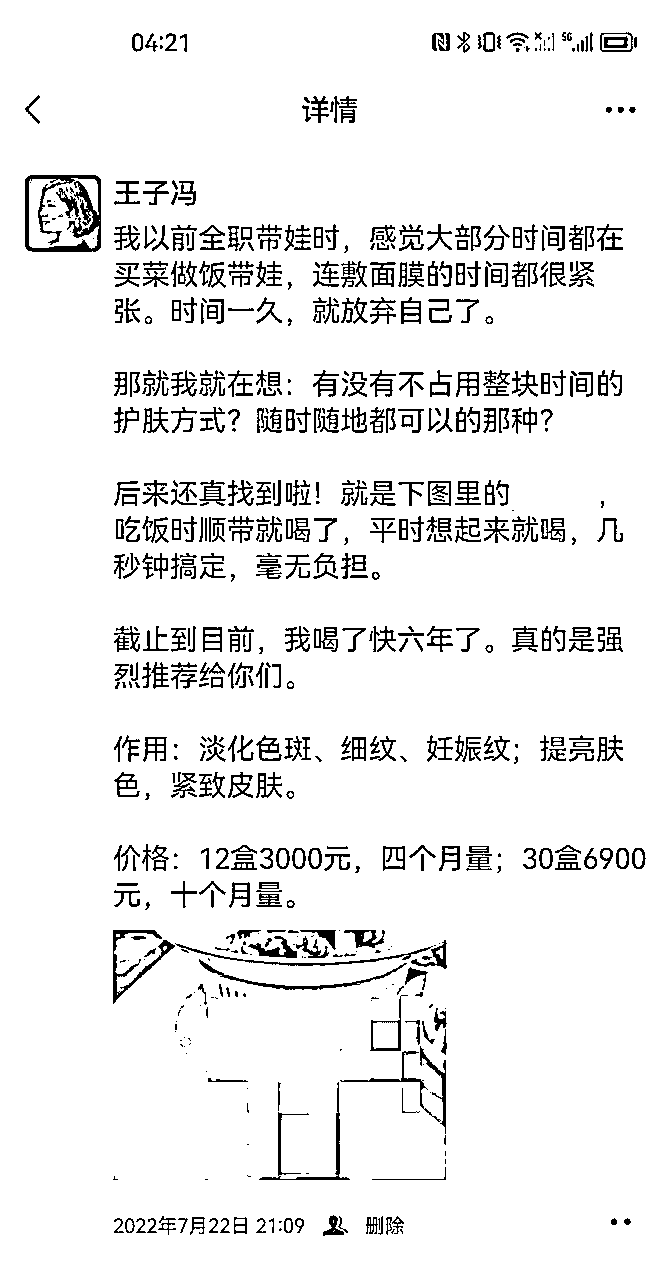 04:21
5G
详情
王子冯
我以前全职带娃时，感觉大部分时间都在
买菜做饭带娃，连敷面膜的时间都很紧
张。时间一久，就放弃自己了。
那就我就在想：有没有不占用整块时间的
护肤方式？随时随地都可以的那种？
后来还真找到啦！就是下图里的 ，
吃饭时顺带就喝了，平时想起来就喝，几
秒钟搞定，毫无负担。
截止到目前，我喝了快六年了。真的是强
烈推荐给你们。
作用：淡化色斑、细纹、妊娠纹；提亮肤
色，紧致皮肤。
价格：12盒3000元，四个月量；30盒6900
元，十个月量。
2022年7月22日 21:09 删除